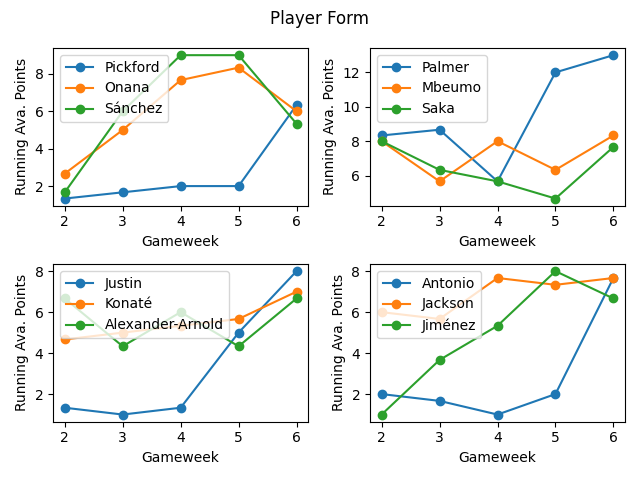 Player Form
Running Ava. Points
8
6
4
2
Pickford
Onana
Sánchez
2 3 4 5 6
Gameweek
Running Ava. Points
12
10
8
6
Palmer
Mbeumo
Saka
2 3 4 5 6
Gameweek
Running Ava. Points
8
6
4
2
Justin
Konaté
Alexander-Arnold
2 3 4 5 6
Gameweek
Running Ava. Points
8
6
4
2
Antonio
Jackson
Jiménez
2 3 4 5 6
Gameweek